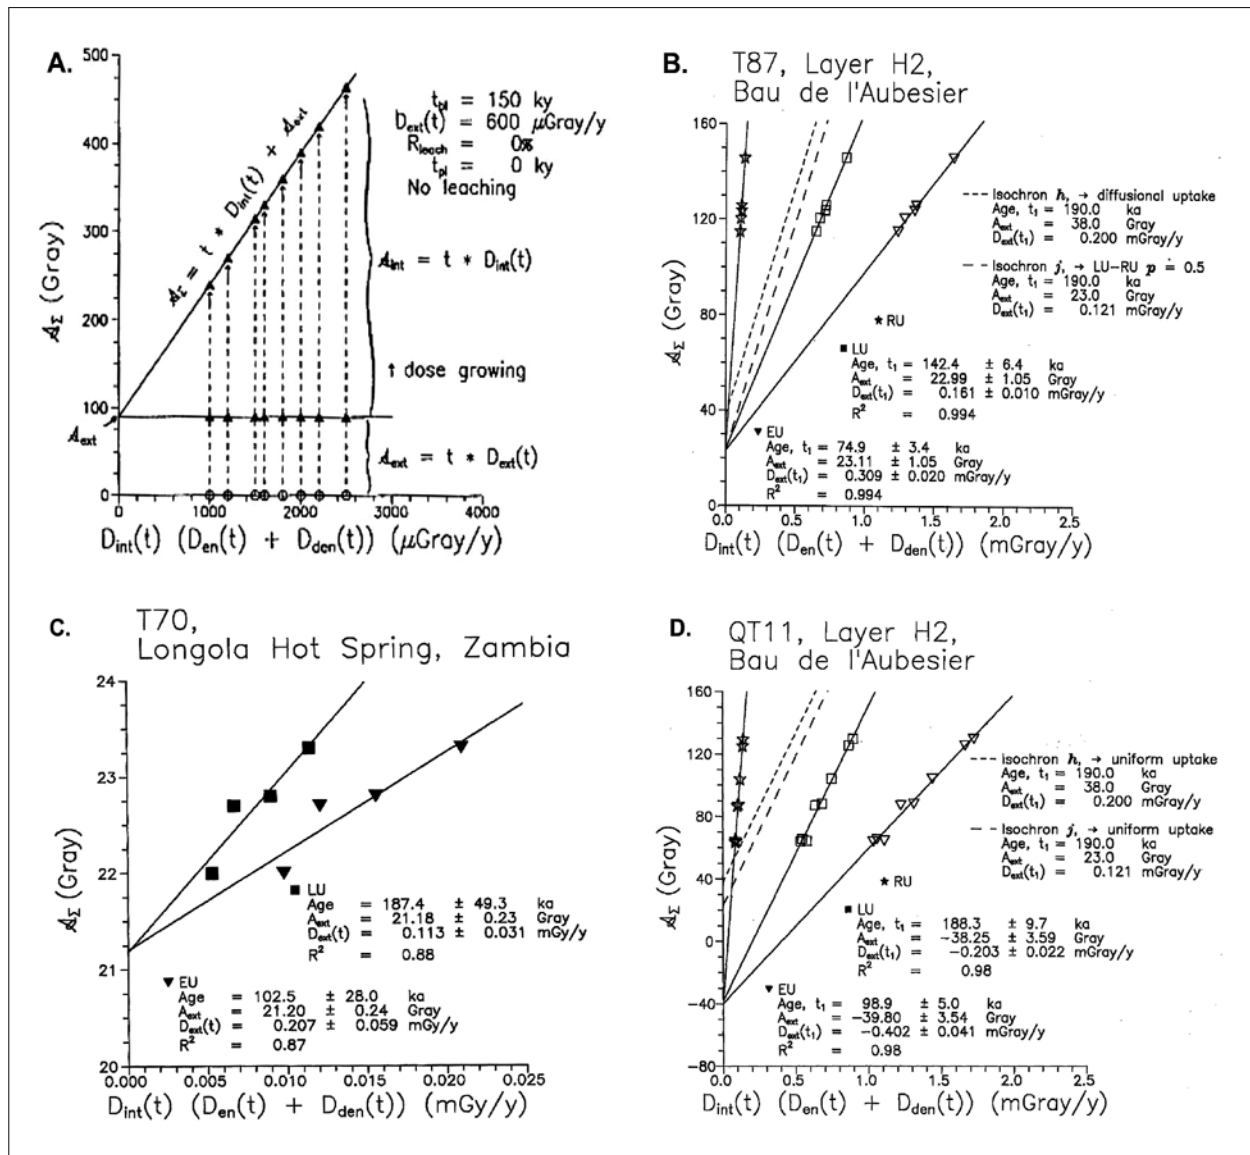 A.
500
400
300
250
200
100
0
𝒜Σ (Gray)
𝒜Σ = t * Dint(t) + 𝒜ext
tpl = 150 ky
Dext(t) = 600 μGray/y
Rleach = 0%
tpl = 0 ky
No leaching
𝒜int = t * Dint(t)
↑ dose growing
𝒜ext
𝒜ext = t * Dext(t)
0 1000 2000 3000 4000
Dint(t) (Den(t) + Dden(t)) (μGray/y)
B.
T87, Layer H2,
Bau de l'Aubesier
160
120
80
40
0
𝒜Σ (Gray)
Isochron h, → diffusional uptake
Age, t1 = 190.0 ka
Aext = 38.0 Gray
Dext(t1) = 0.200 mGray/y
Isochron j, → LU-RU p = 0.5
Age, t1 = 190.0 ka
Aext = 23.0 Gray
Dext(t1) = 0.121 mGray/y
★ RU
■ LU
Age, t1 = 142.4 ± 6.4 ka
Aext = 22.99 ± 1.05 Gray
Dext(t1) = 0.161 ± 0.010 mGray/y
R2 = 0.994
▼ EU
Age, t1 = 74.9 ± 3.4 ka
Aext = 23.11 ± 1.05 Gray
Dext(t1) = 0.309 ± 0.020 mGray/y
R2 = 0.994
0.0 0.5 1.0 1.5 2.0 2.5
Dint(t) (Den(t) + Dden(t)) (mGray/y)
C.
T70,
Longola Hot Spring, Zambia
24
23
22
21
20
𝒜Σ (Gray)
■ LU
Age = 187.4 ± 49.3 ka
Aext = 21.18 ± 0.23 Gray
Dext(t) = 0.113 ± 0.031 mGy/y
R2 = 0.88
▼ EU
Age = 102.5 ± 28.0 ka
Aext = 21.20 ± 0.24 Gray
Dext(t) = 0.207 ± 0.059 mGy/y
R2 = 0.87
0.000 0.005 0.010 0.015 0.020 0.025
Dint(t) (Den(t) + Dden(t)) (mGy/y)
D.
QT11, Layer H2,
Bau de l'Aubesier
160
120
80
40
0
-40
-80
𝒜Σ (Gray)
Isochron h, → uniform uptake
Age, t1 = 190.0 ka
Aext = 38.0 Gray
Dext(t1) = 0.200 mGray/y
Isochron j, → uniform uptake
Age, t1 = 190.0 ka
Aext = 23.0 Gray
Dext(t1) = 0.121 mGray/y
★ RU
■ LU
Age, t1 = 188.3 ± 9.7 ka
Aext = -38.25 ± 3.59 Gray
Dext(t1) = -0.203 ± 0.022 mGray/y
R2 = 0.98
▼ EU
Age, t1 = 98.9 ± 5.0 ka
Aext = -39.80 ± 3.54 Gray
Dext(t1) = -0.402 ± 0.041 mGray/y
R2 = 0.98
0.0 0.5 1.0 1.5 2.0 2.5
Dint(t) (Den(t) + Dden(t)) (mGray/y)